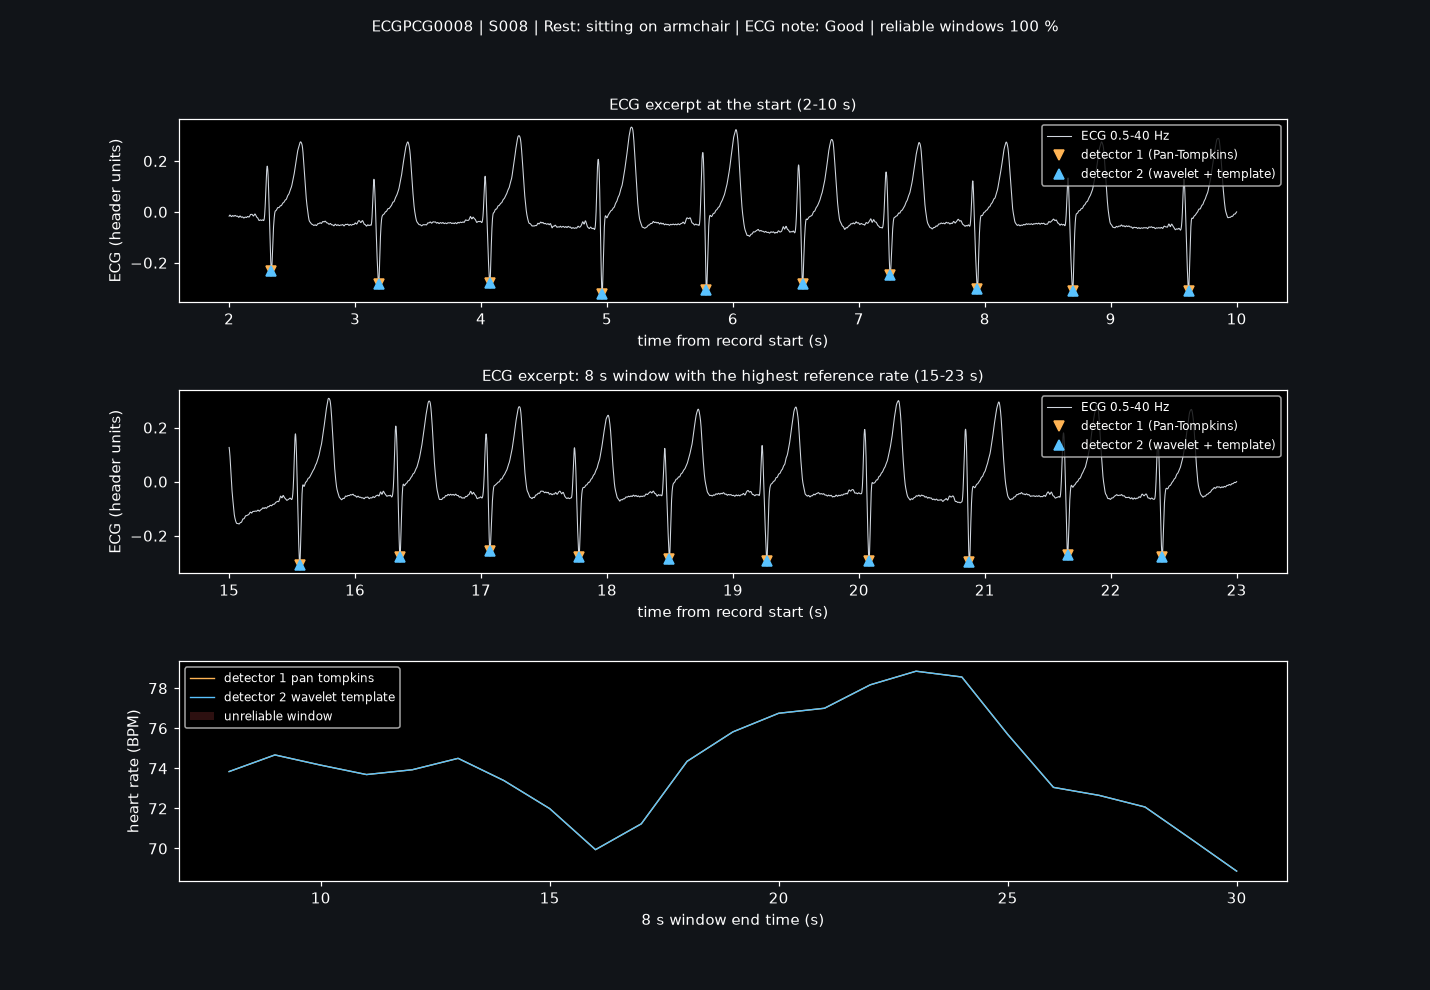 ECGPCG0008 | S008 | Rest: sitting on armchair | ECG note: Good | reliable windows 100 %
ECG excerpt at the start (2-10 s)
ECG (header units)
0.2
0.0
−0.2
ECG 0.5-40 Hz
detector 1 (Pan-Tompkins)
detector 2 (wavelet + template)
2 3 4 5 6 7 8 9 10
time from record start (s)
ECG excerpt: 8 s window with the highest reference rate (15-23 s)
ECG (header units)
0.2
0.0
−0.2
ECG 0.5-40 Hz
detector 1 (Pan-Tompkins)
detector 2 (wavelet + template)
15 16 17 18 19 20 21 22 23
time from record start (s)
heart rate (BPM)
78
76
74
72
70
detector 1 pan tompkins
detector 2 wavelet template
unreliable window
10 15 20 25 30
8 s window end time (s)